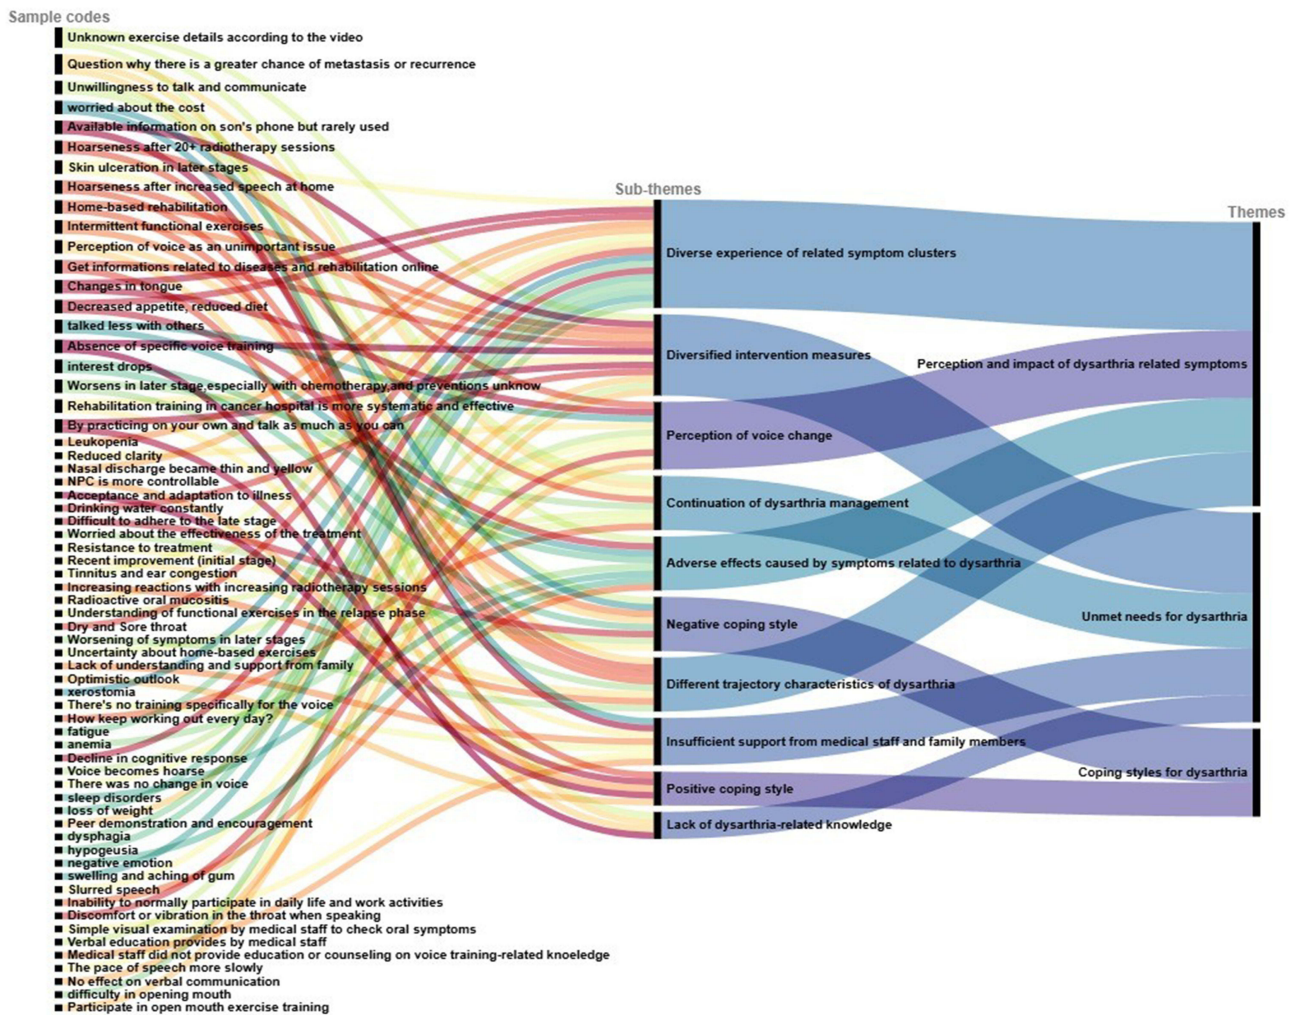 Sample codes
Unknown exercise details according to the video
Question why there is a greater chance of metastasis or recurrence
Unwillingness to talk and communicate
worried about the cost
Available information on son's phone but rarely used
Hoarseness after 20+ radiotherapy sessions
Skin ulceration in later stages
Hoarseness after increased speech at home
Home-based rehabilitation
Intermittent functional exercises
Perception of voice as an unimportant issue
Get informations related to diseases and rehabilitation online
Changes in tongue
Decreased appetite, reduced diet
talked less with others
Absence of specific voice training
interest drops
Worsens in later stage,especially with chemotherapy,and preventions unknow
Rehabilitation training in cancer hospital is more systematic and effective
By practicing on your own and talk as much as you can
Leukopenia
Reduced clarity
Nasal discharge became thin and yellow
NPC is more controllable
Acceptance and adaptation to illness
Drinking water constantly
Difficult to adhere to the late stage
Worried about the effectiveness of the treatment
Resistance to treatment
Recent improvement (initial stage)
Tinnitus and ear congestion
Increasing reactions with increasing radiotherapy sessions
Radioactive oral mucositis
Understanding of functional exercises in the relapse phase
Dry and Sore throat
Worsening of symptoms in later stages
Uncertainty about home-based exercises
Lack of understanding and support from family
Optimistic outlook
xerostomia
There's no training specifically for the voice
How keep working out every day?
fatigue
anemia
Decline in cognitive response
Voice becomes hoarse
There was no change in voice
sleep disorders
loss of weight
Peer demonstration and encouragement
dysphagia
hypogeusia
negative emotion
swelling and aching of gum
Slurred speech
Inability to normally participate in daily life and work activities
Discomfort or vibration in the throat when speaking
Simple visual examination by medical staff to check oral symptoms
Verbal education provides by medical staff
Medical staff did not provide education or counseling on voice training-related knoeledge
The pace of speech more slowly
No effect on verbal communication
difficulty in opening mouth
Participate in open mouth exercise training
Sub-themes
Diverse experience of related symptom clusters
Diversified intervention measures
Perception of voice change
Continuation of dysarthria management
Adverse effects caused by symptoms related to dysarthria
Negative coping style
Different trajectory characteristics of dysarthria
Insufficient support from medical staff and family members
Positive coping style
Lack of dysarthria-related knowledge
Themes
Perception and impact of dysarthria related symptoms
Unmet needs for dysarthria
Coping styles for dysarthria